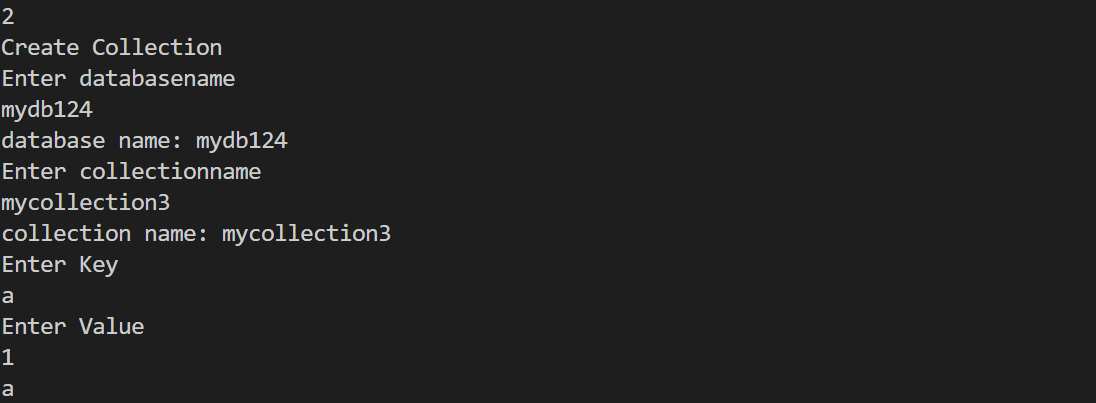 2
Create Collection
Enter databasename
mydb124
database name: mydb124
Enter collectionname
mycollection3
collection name: mycollection3
Enter Key
a
Enter Value
1
a